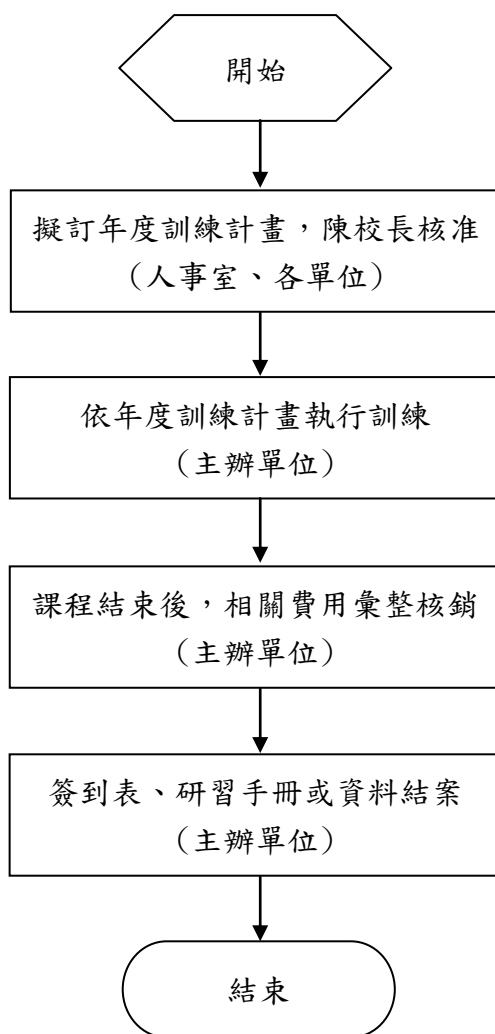 開始
擬訂年度訓練計畫，陳校長核准
（人事室、各單位）
依年度訓練計畫執行訓練
（主辦單位）
課程結束後，相關費用彙整核銷
（主辦單位）
簽到表、研習手冊或資料結案
（主辦單位）
結束